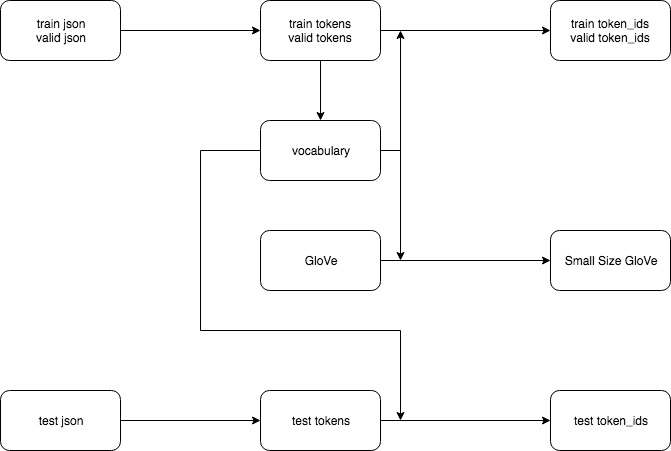 train json
valid json
train tokens
valid tokens
train token_ids
valid token_ids
vocabulary
GloVe
Small Size GloVe
test json
test tokens
test token_ids